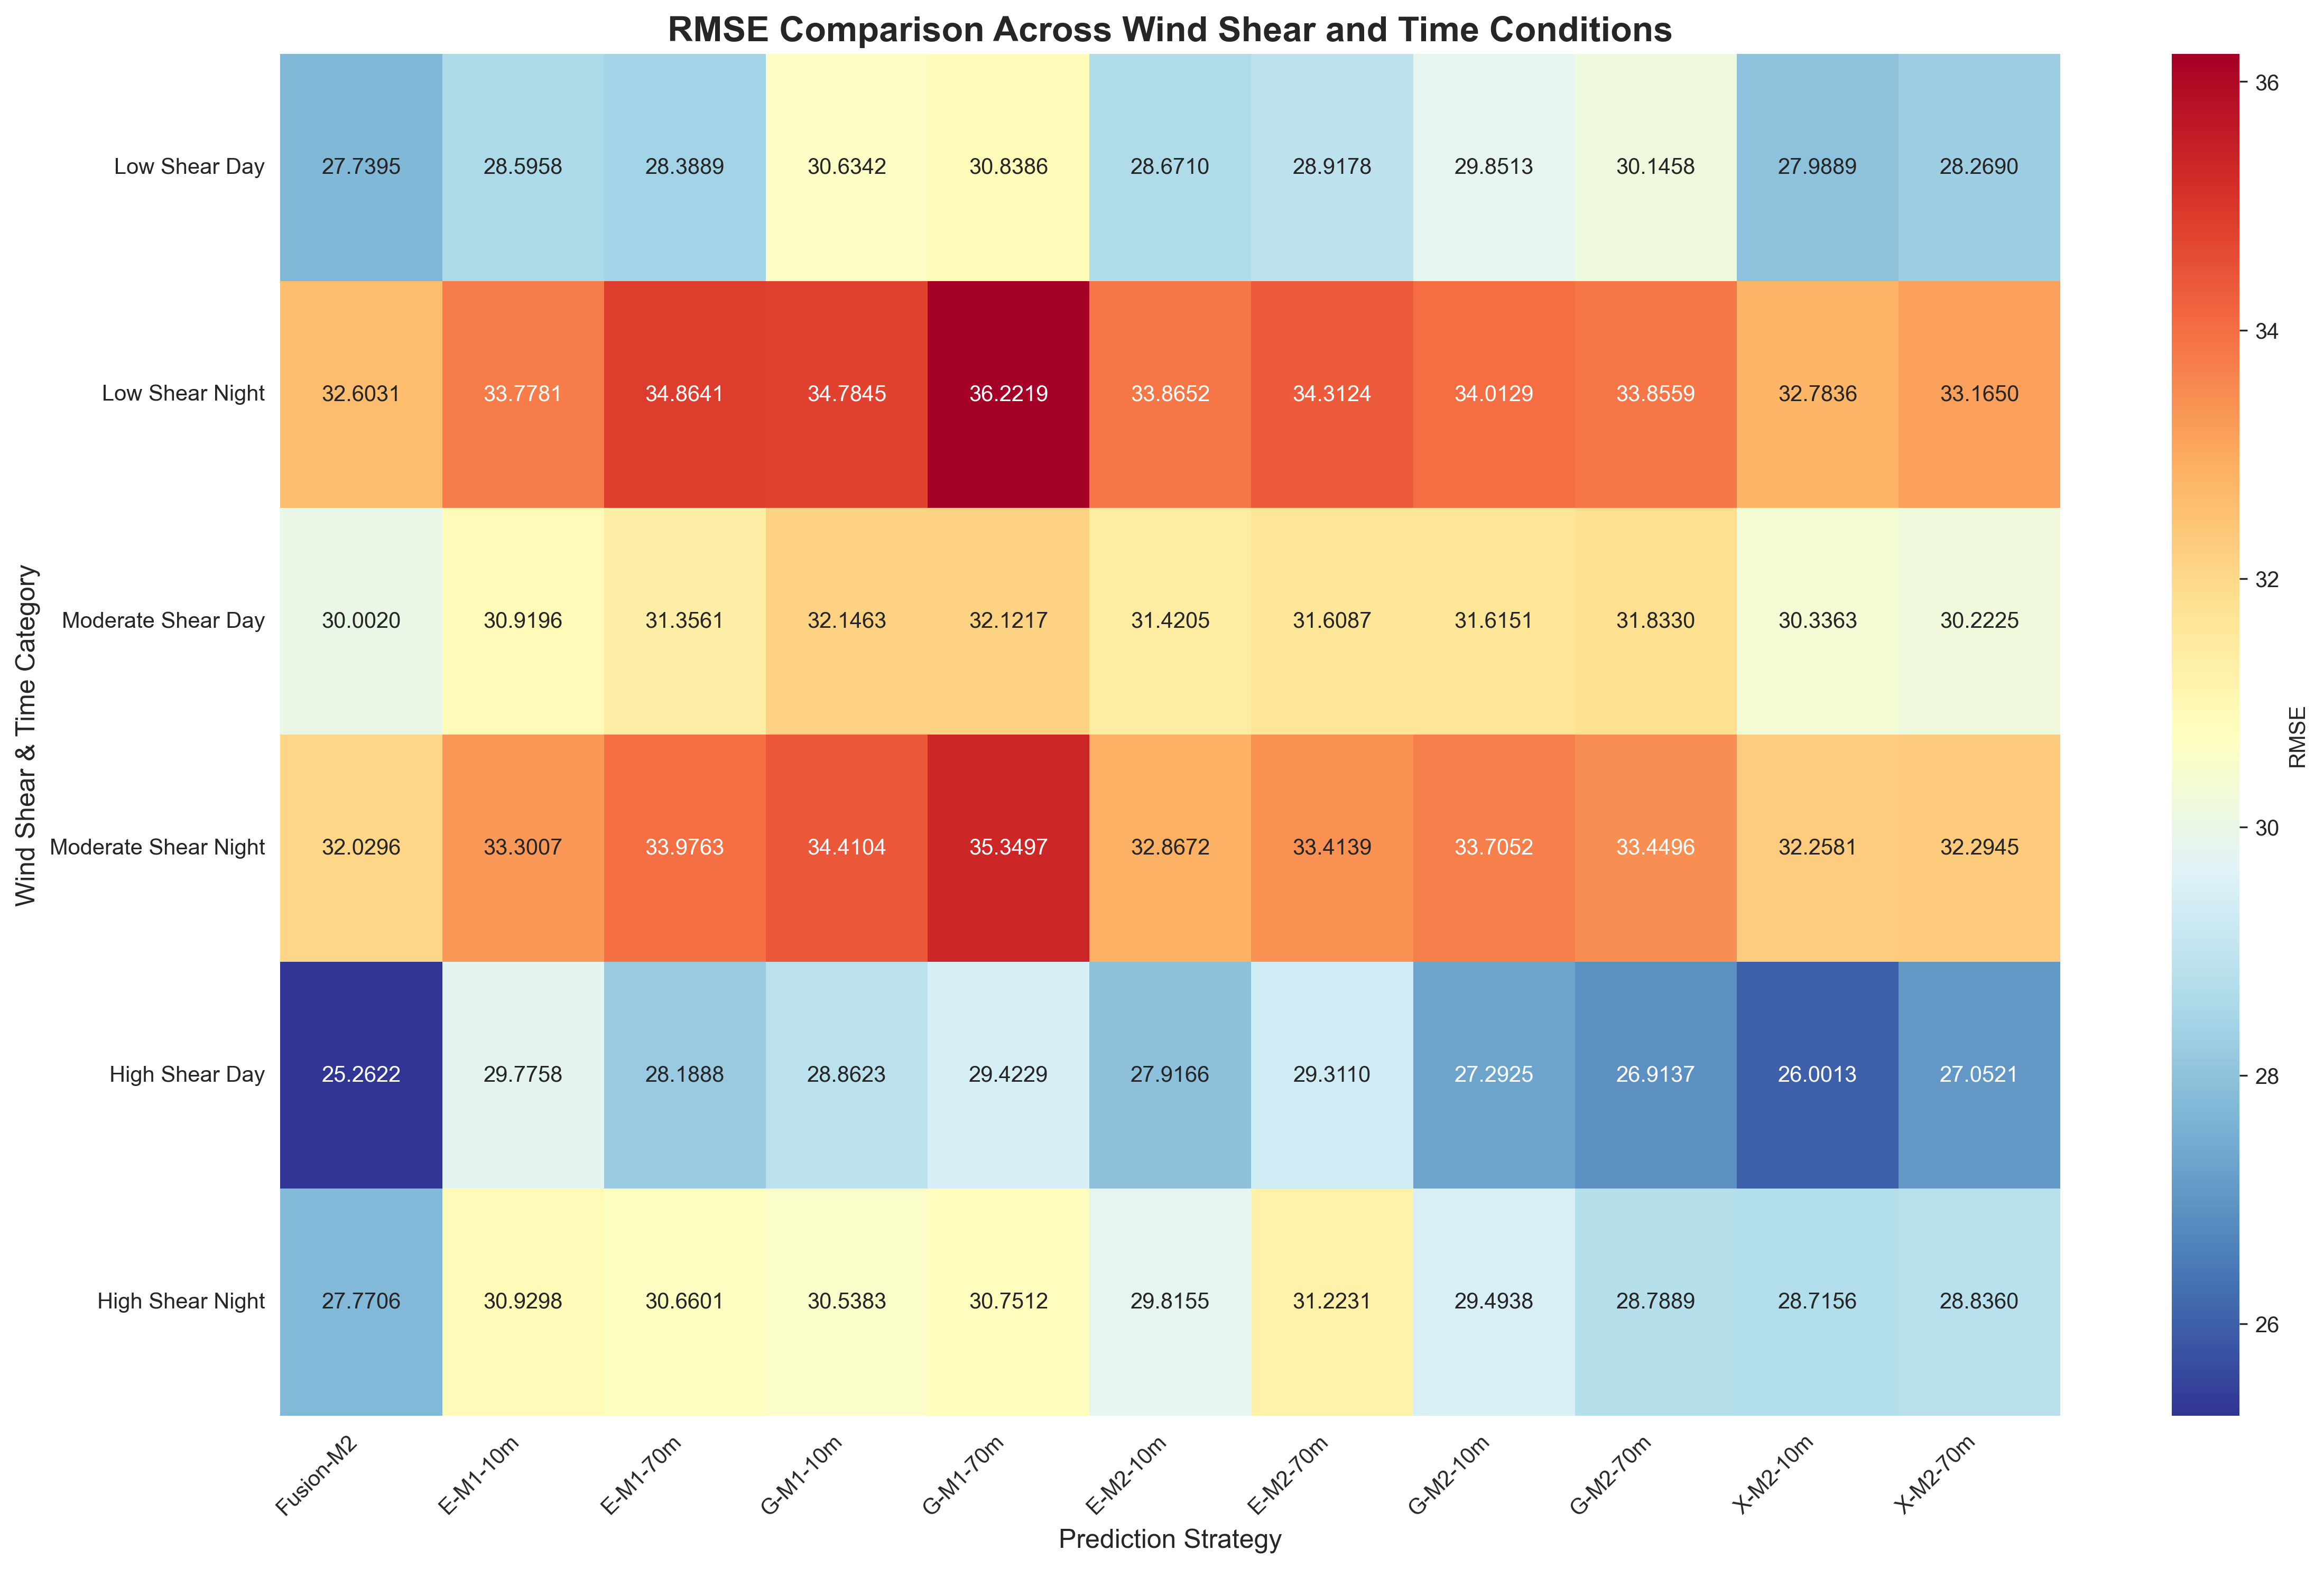 RMSE Comparison Across Wind Shear and Time Conditions
Wind Shear & Time Category
Low Shear Day 27.7395 28.5958 28.3889 30.6342 30.8386 28.6710 28.9178 29.8513 30.1458 27.9889 28.2690
Low Shear Night 32.6031 33.7781 34.8641 34.7845 36.2219 33.8652 34.3124 34.0129 33.8559 32.7836 33.1650
Moderate Shear Day 30.0020 30.9196 31.3561 32.1463 32.1217 31.4205 31.6087 31.6151 31.8330 30.3363 30.2225
Moderate Shear Night 32.0296 33.3007 33.9763 34.4104 35.3497 32.8672 33.4139 33.7052 33.4496 32.2581 32.2945
High Shear Day 25.2622 29.7758 28.1888 28.8623 29.4229 27.9166 29.3110 27.2925 26.9137 26.0013 27.0521
High Shear Night 27.7706 30.9298 30.6601 30.5383 30.7512 29.8155 31.2231 29.4938 28.7889 28.7156 28.8360
Fusion-M2 E-M1-10m E-M1-70m G-M1-10m G-M1-70m E-M2-10m E-M2-70m G-M2-10m G-M2-70m X-M2-10m X-M2-70m
Prediction Strategy
36
34
32
30
28
26
RMSE